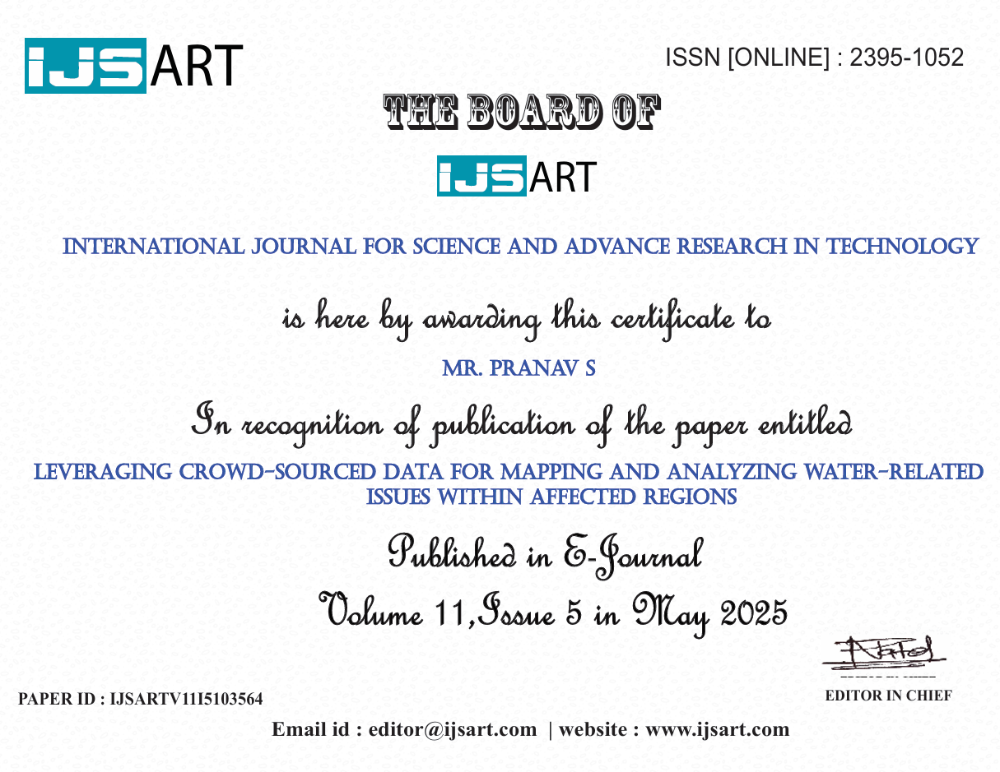 IJSART
ISSN [ONLINE] : 2395-1052
THE BOARD OF
IJSART
INTERNATIONAL JOURNAL FOR SCIENCE AND ADVANCE RESEARCH IN TECHNOLOGY
is here by awarding this certificate to
MR. PRANAV S
In recognition of publication of the paper entitled
LEVERAGING CROWD-SOURCED DATA FOR MAPPING AND ANALYZING WATER-RELATED
ISSUES WITHIN AFFECTED REGIONS
Published in E-Journal
Volume 11,Issue 5 in May 2025
PAPER ID : IJSARTV11I5103564
EDITOR IN CHIEF
Email id : editor@ijsart.com | website : www.ijsart.com